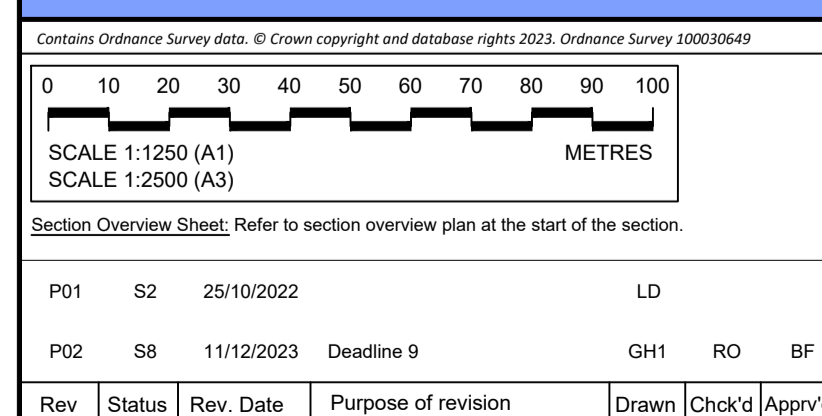 Contains Ordnance Survey data. © Crown copyright and database rights 2023. Ordnance Survey 100030649
0 10 20 30 40 50 60 70 80 90 100
SCALE 1:1250 (A1) METRES
SCALE 1:2500 (A3)
Section Overview Sheet: Refer to section overview plan at the start of the section.
P01 S2 25/10/2022 LD
P02 S8 11/12/2023 Deadline 9 GH1 RO BF
Rev Status Rev. Date Purpose of revision Drawn Chck'd Apprv'